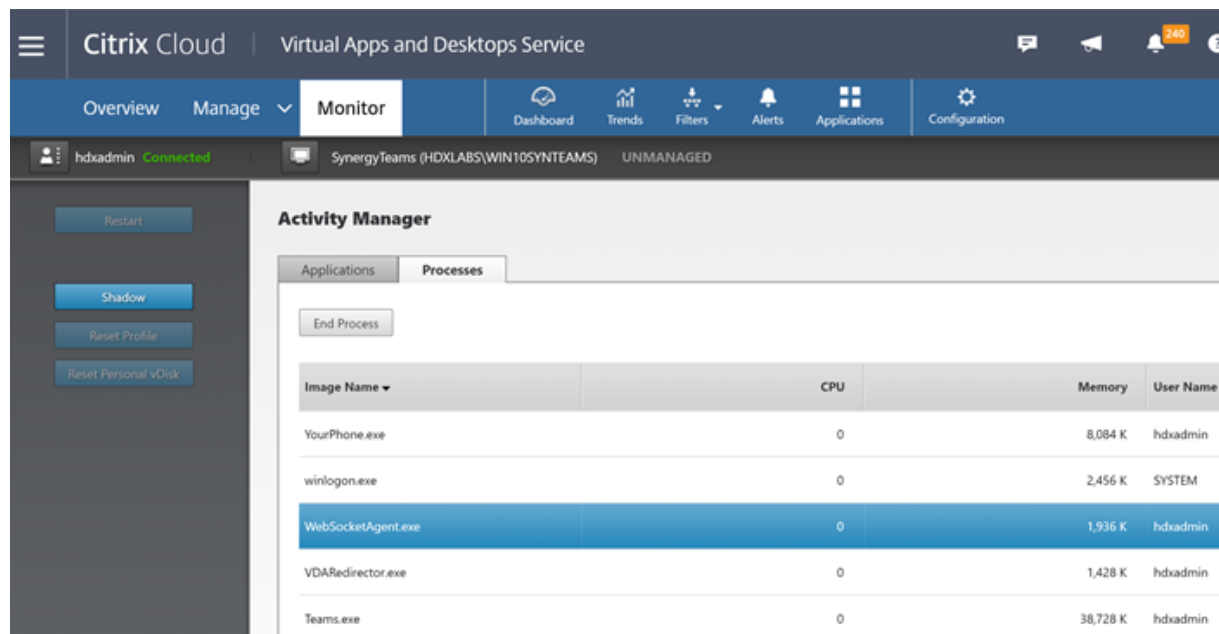 Citrix Cloud Virtual Apps and Desktops Service 240
Overview Manage Monitor Dashboard Trends Filters Alerts Applications Configuration
hdxadmin Connected SynergyTeams (HDXLABS\WIN10SYNTEAMS) UNMANAGED
Restart
Shadow
Reset Profile
Reset Personal vDisk
Activity Manager
Applications Processes
End Process
Image Name CPU Memory User Name
YourPhone.exe 0 8,084 K hdxadmin
winlogon.exe 0 2,456 K SYSTEM
WebSocketAgent.exe 0 1,936 K hdxadmin
VDARedirector.exe 0 1,428 K hdxadmin
Teams.exe 0 38,728 K hdxadmin